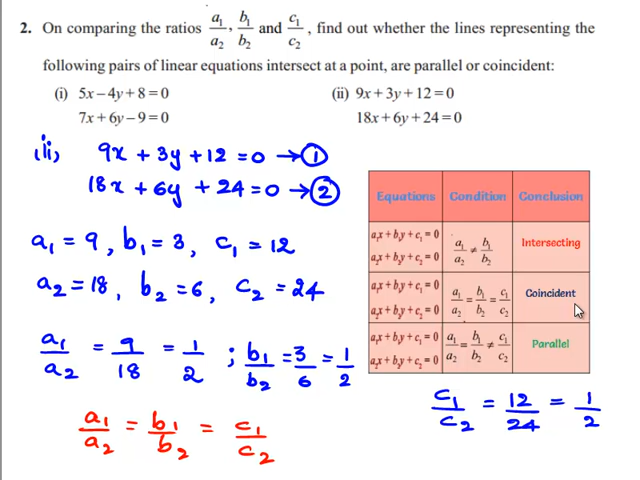 2. On comparing the ratios a₁/a₂, b₁/b₂ and c₁/c₂, find out whether the lines representing the
following pairs of linear equations intersect at a point, are parallel or coincident:
(i) 5x – 4y + 8 = 0 (ii) 9x + 3y + 12 = 0
7x + 6y – 9 = 0 18x + 6y + 24 = 0
(ii) 9x + 3y + 12 = 0 → ①
18x + 6y + 24 = 0 → ②
a₁ = 9, b₁ = 3, c₁ = 12
a₂ = 18, b₂ = 6, c₂ = 24
a₁/a₂ = 9/18 = 1/2 ; b₁/b₂ = 3/6 = 1/2
c₁/c₂ = 12/24 = 1/2
a₁/a₂ = b₁/b₂ = c₁/c₂
Equations Condition Conclusion
a₁x + b₁y + c₁ = 0
a₂x + b₂y + c₂ = 0
a₁/a₂ ≠ b₁/b₂
Intersecting
a₁x + b₁y + c₁ = 0
a₂x + b₂y + c₂ = 0
a₁/a₂ = b₁/b₂ = c₁/c₂
Coincident
a₁x + b₁y + c₁ = 0
a₂x + b₂y + c₂ = 0
a₁/a₂ = b₁/b₂ ≠ c₁/c₂
Parallel